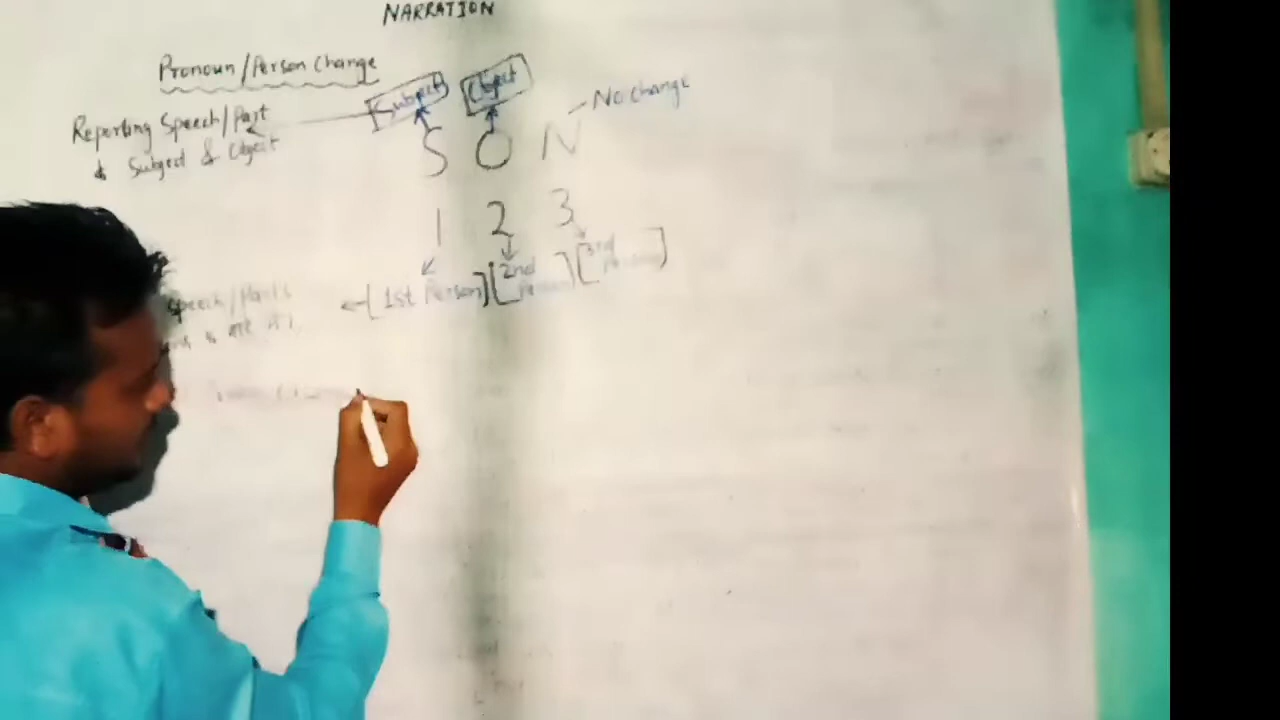 NARRATION
Pronoun/Person Change
Subject Object No change
Reporting Speech/Part
Subject & Object
S O N
1 2 3
[1st Person] [2nd Person] [3rd Person]
Speech/Parts